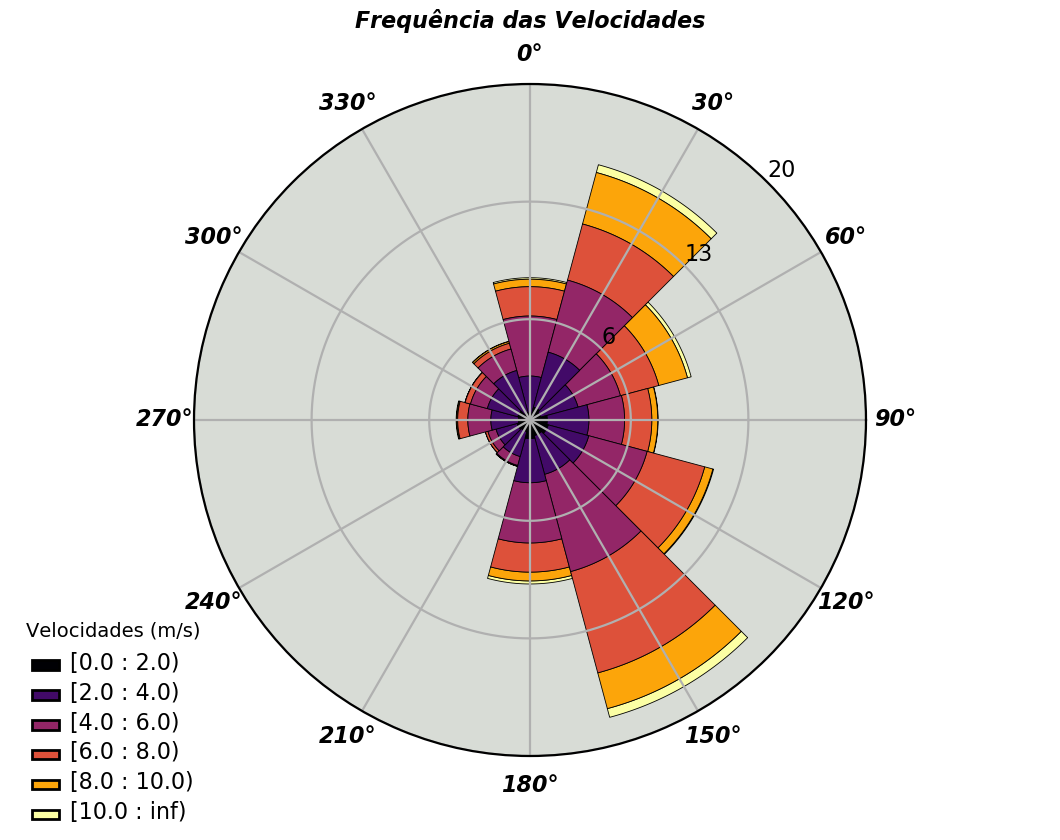 Frequência das Velocidades
0°
330°
30°
20
300°
60°
13
6
270°
90°
240°
120°
210°
150°
180°
Velocidades (m/s)
[0.0 : 2.0)
[2.0 : 4.0)
[4.0 : 6.0)
[6.0 : 8.0)
[8.0 : 10.0)
[10.0 : inf)